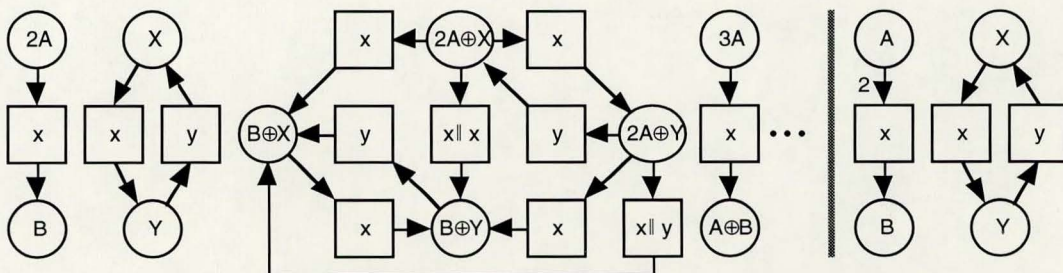 2A X x 2A⊕X x 3A A X
2
x x y B⊕X y x || x y 2A⊕Y x ••• x x y
B Y x B⊕Y x x || y A⊕B B Y